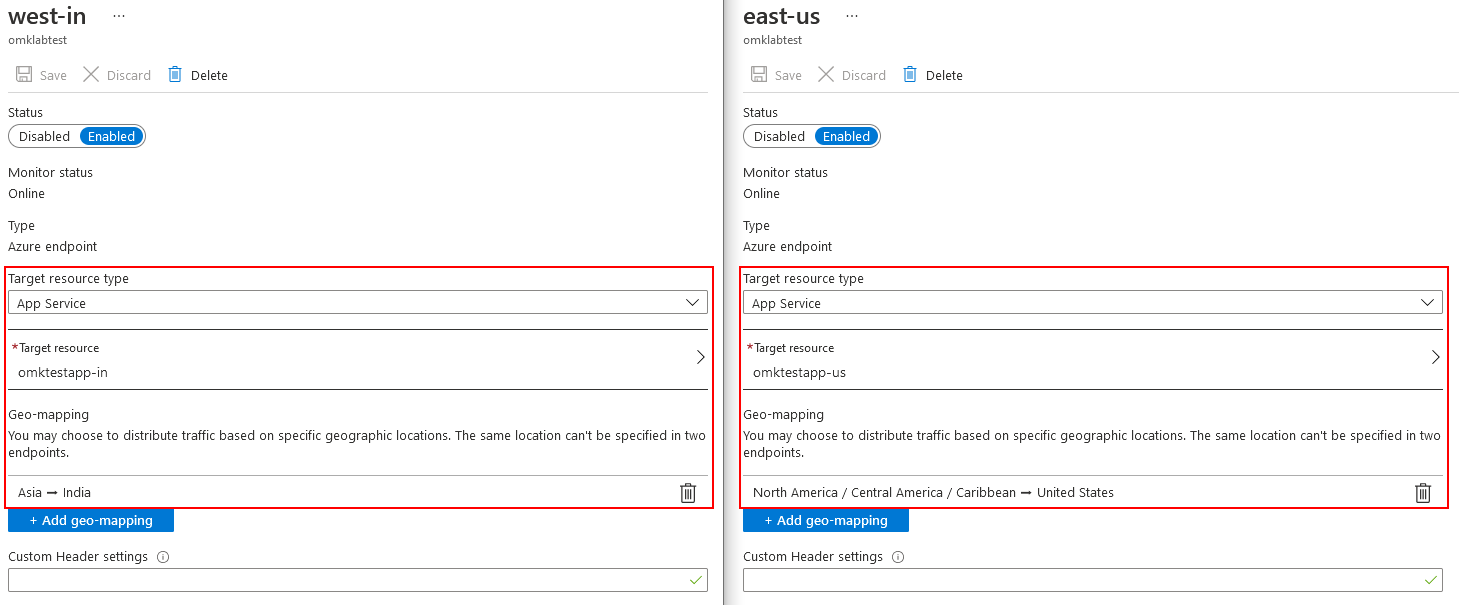 west-in ...
omklabtest
Save Discard Delete
Status
Disabled Enabled
Monitor status
Online
Type
Azure endpoint
Target resource type
App Service
*Target resource
omktestapp-in
Geo-mapping
You may choose to distribute traffic based on specific geographic locations. The same location can't be specified in two
endpoints.
Asia → India
+ Add geo-mapping
Custom Header settings
east-us ...
omklabtest
Save Discard Delete
Status
Disabled Enabled
Monitor status
Online
Type
Azure endpoint
Target resource type
App Service
*Target resource
omktestapp-us
Geo-mapping
You may choose to distribute traffic based on specific geographic locations. The same location can't be specified in two
endpoints.
North America / Central America / Caribbean → United States
+ Add geo-mapping
Custom Header settings